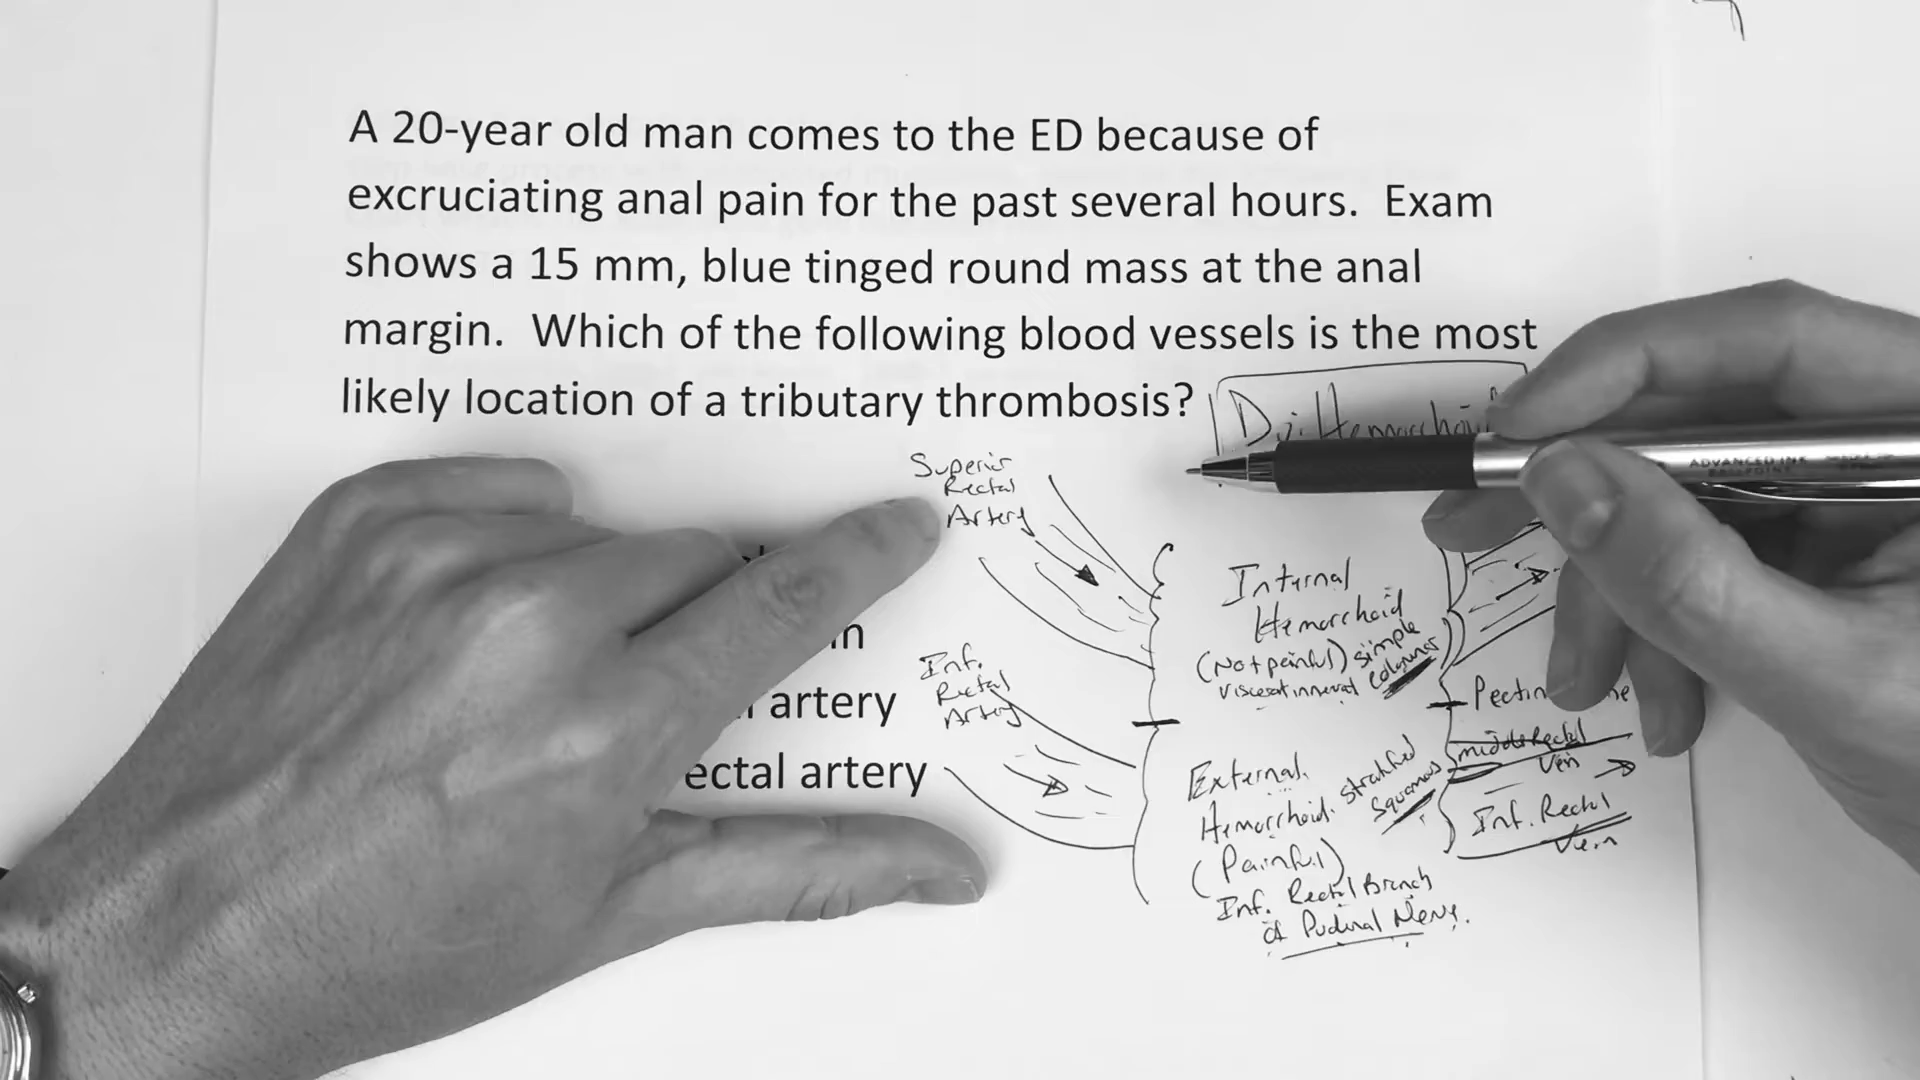 A 20-year old man comes to the ED because of
excruciating anal pain for the past several hours. Exam
shows a 15 mm, blue tinged round mass at the anal
margin. Which of the following blood vessels is the most
likely location of a tributary thrombosis?
Superior
Rectal
Artery
Internal
Hemorrhoid
(Not painful) simple
columnar
Inf.
Rectal
Artery
artery
ectal artery
middle Rectal
Vein
Inf. Rectal
Vein
External
Hemorrhoid. stratified
squamous
(Painful)
Inf. Rectal Branch
of Pudendal Nerve.
ADVANCED INK